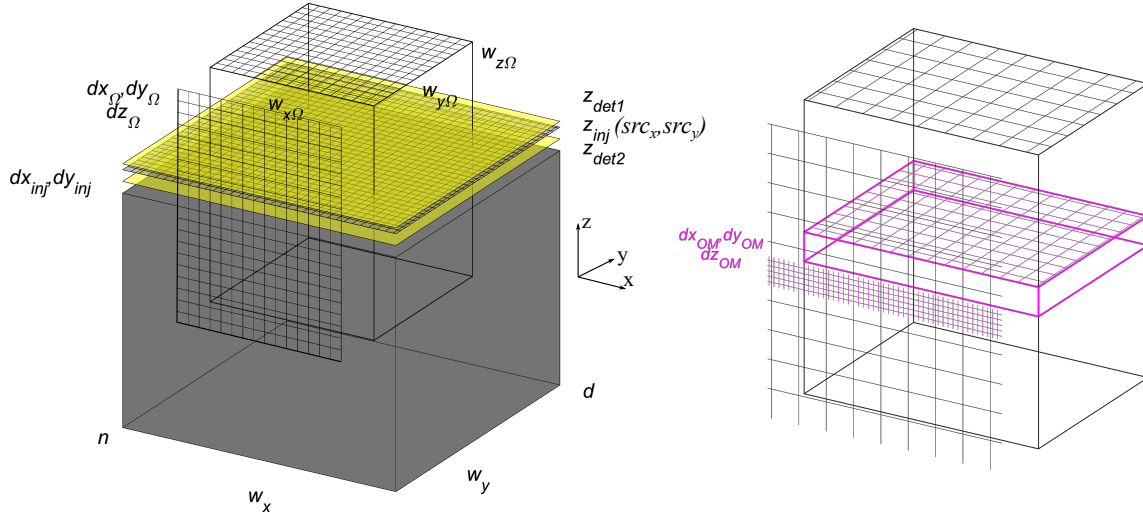 w_zΩ
dx_Ω,dy_Ω
dz_Ω
w_xΩ
w_yΩ
z_det1
z_inj (src_x,src_y)
z_det2
dx_inj,dy_inj
z
y
x
n
d
w_x
w_y
dx_OM,dy_OM
dz_OM